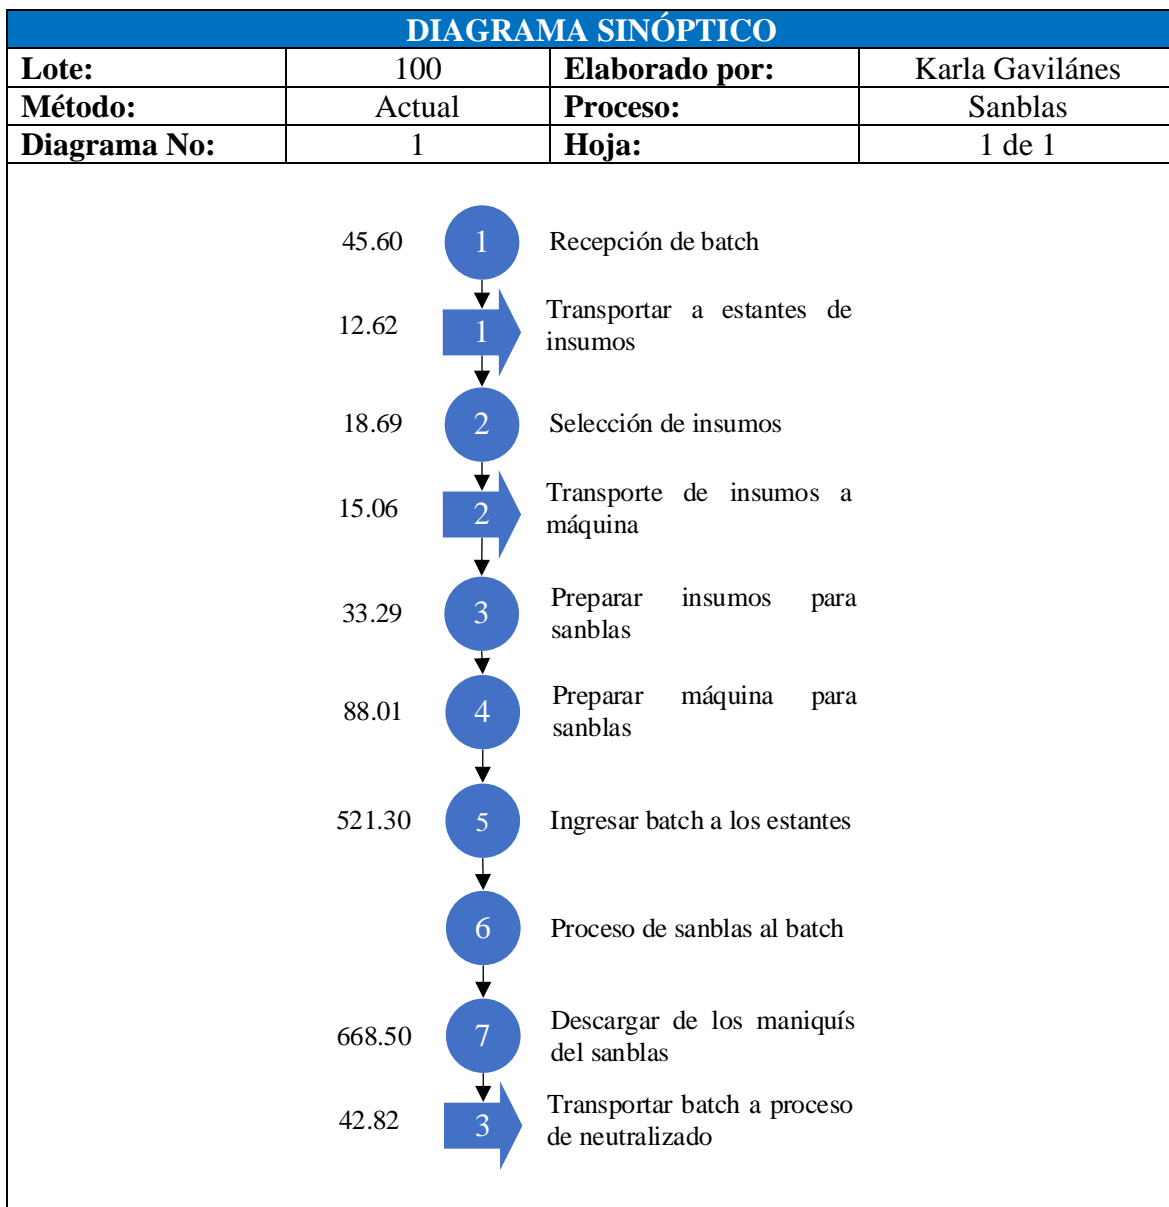 DIAGRAMA SINÓPTICO
Lote: 100 Elaborado por: Karla Gavilánes
Método: Actual Proceso: Sanblas
Diagrama No: 1 Hoja: 1 de 1
45.60 1 Recepción de batch
12.62 1 Transportar a estantes de
insumos
18.69 2 Selección de insumos
15.06 2 Transporte de insumos a
máquina
33.29 3 Preparar insumos para
sanblas
88.01 4 Preparar máquina para
sanblas
521.30 5 Ingresar batch a los estantes
6 Proceso de sanblas al batch
668.50 7 Descargar de los maniquís
del sanblas
42.82 3 Transportar batch a proceso
de neutralizado